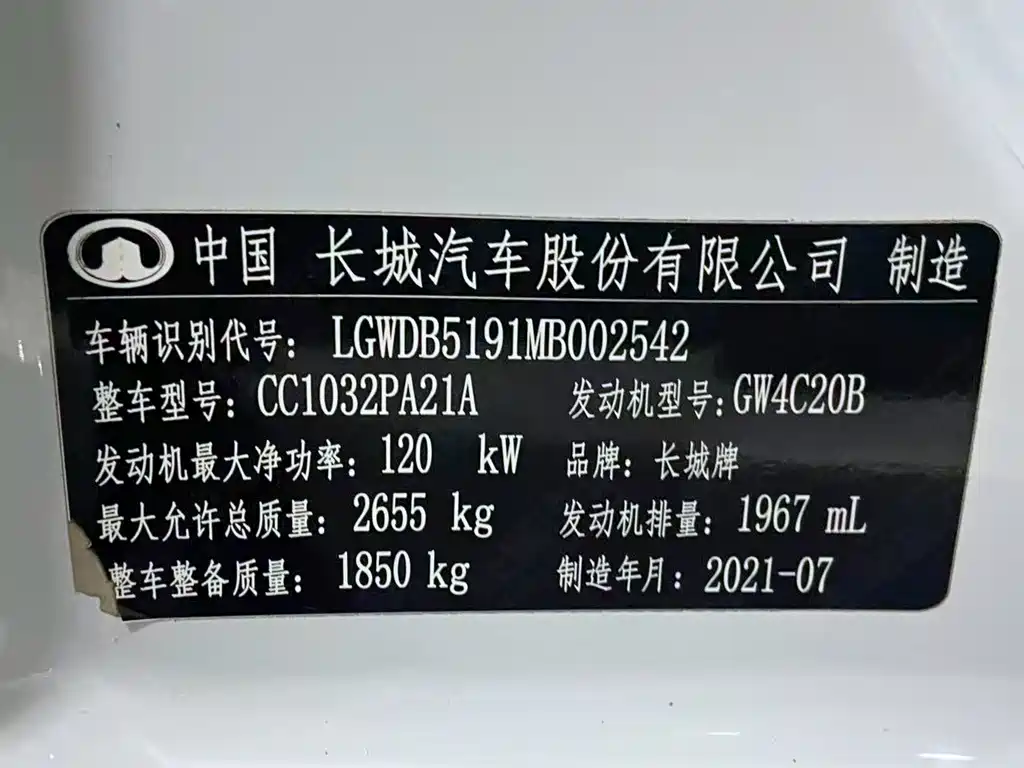 中国 长城汽车股份有限公司 制造
车辆识别代号： LGWDB5191MB002542
整车型号：CC1032PA21A 发动机型号:GW4C20B
发动机最大净功率：120 kW 品牌：长城牌
最大允许总质量：2655 kg 发动机排量：1967 mL
整车整备质量：1850 kg 制造年月：2021-07